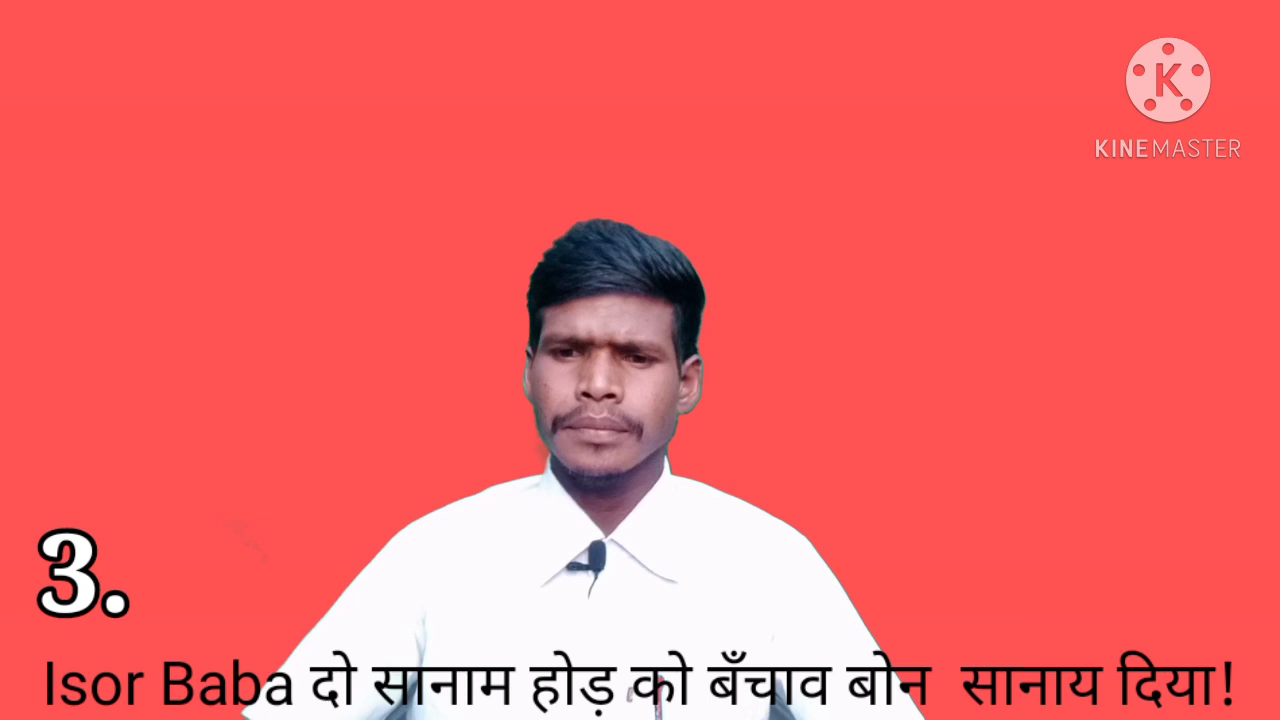 K
KINEMASTER
3.
Isor Baba दो सानाम होड़ को बँचाव बोन सानाय दिया!